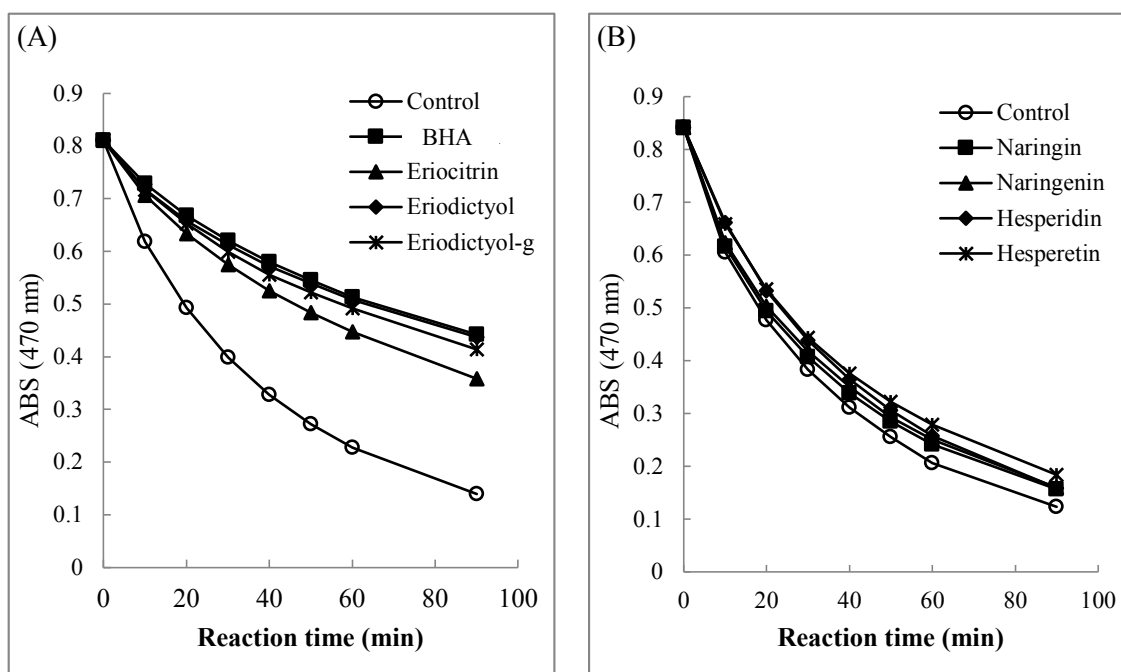 (A)
ABS (470 nm)
0.9
0.8
0.7
0.6
0.5
0.4
0.3
0.2
0.1
0
Control
BHA
Eriocitrin
Eriodictyol
Eriodictyol-g
0 20 40 60 80 100
Reaction time (min)
(B)
ABS (470 nm)
0.9
0.8
0.7
0.6
0.5
0.4
0.3
0.2
0.1
0
Control
Naringin
Naringenin
Hesperidin
Hesperetin
0 20 40 60 80 100
Reaction time (min)